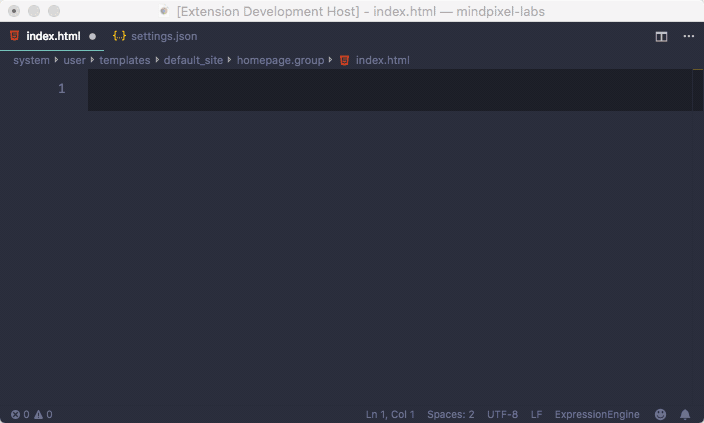 [Extension Development Host] - index.html — mindpixel-labs
index.html settings.json
system user templates default_site homepage.group index.html
1
0 0 Ln 1, Col 1 Spaces: 2 UTF-8 LF ExpressionEngine